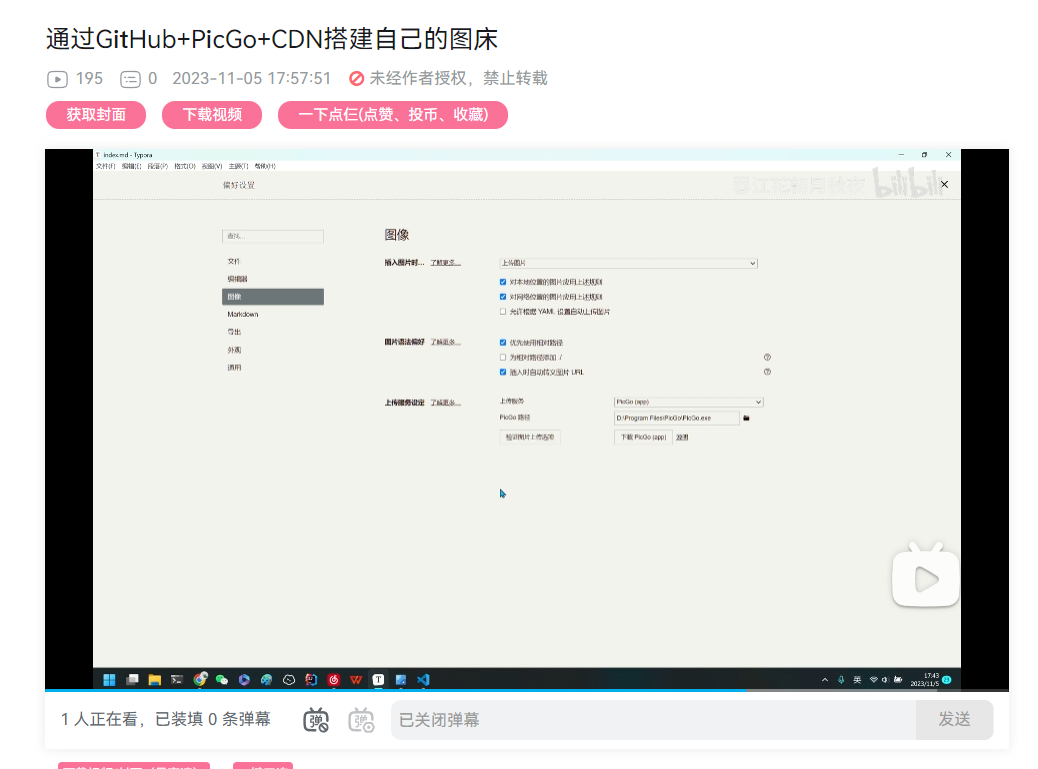 通过GitHub+PicGo+CDN搭建自己的图床
195 0 2023-11-05 17:57:51 未经作者授权，禁止转载
获取封面 下载视频 一下点仨(点赞、投币、收藏)
T index.md - Typora
文件(F) 编辑(E) 段落(P) 格式(O) 视图(V) 主题(T) 帮助(H)
偏好设置
bilibili
图像
查找...
文件
编辑器
图像
Markdown
导出
外观
通用
插入图片时... 了解更多... 上传图片
对本地位置的图片应用上述规则
对网络位置的图片应用上述规则
允许根据 YAML 设置自动上传图片
图片语法偏好 了解更多... 优先使用相对路径
为相对路径添加 ./
插入时自动转义图片 URL
上传服务设定 了解更多... 上传服务 PicGo (app)
PicGo 路径 D:\Program Files\PicGo\PicGo.exe
验证图片上传选项 下载 PicGo (app) 设置
英 17:43
2023/11/5
1 人正在看，已装填 0 条弹幕 弹 弹 已关闭弹幕 发送